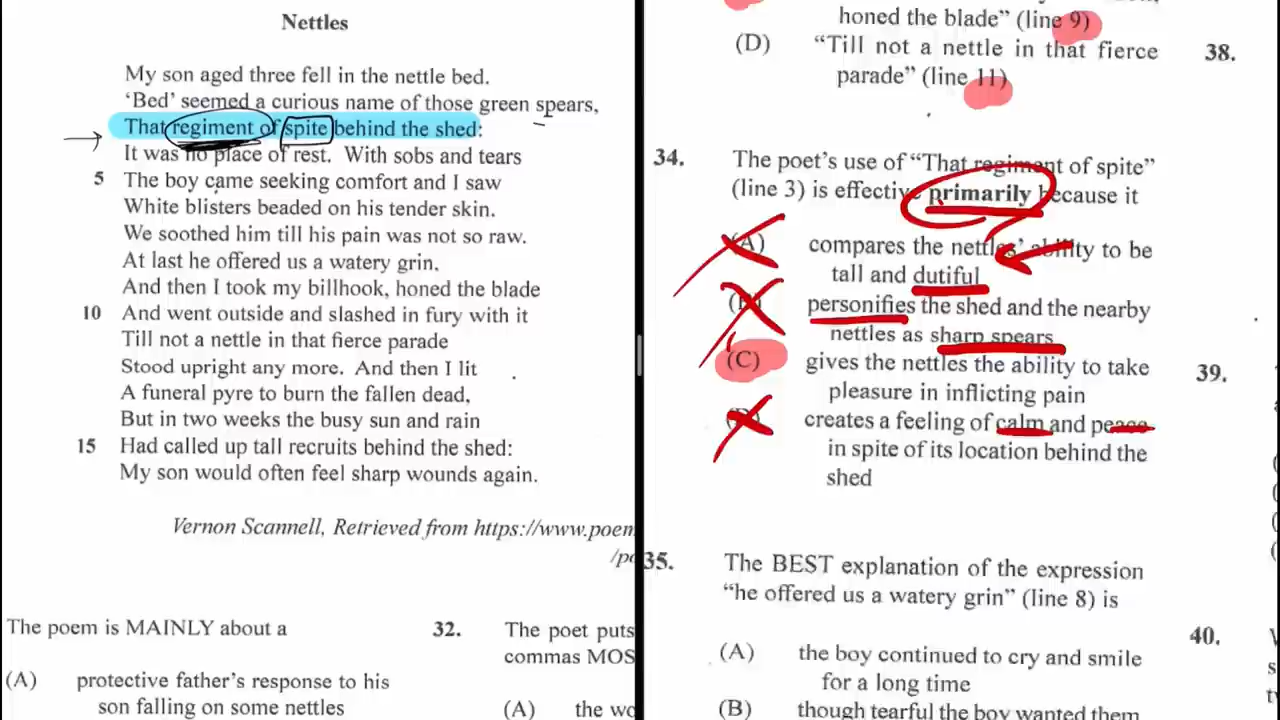 Nettles
My son aged three fell in the nettle bed.
‘Bed’ seemed a curious name of those green spears,
That regiment of spite behind the shed:
It was no place of rest. With sobs and tears
5 The boy came seeking comfort and I saw
White blisters beaded on his tender skin.
We soothed him till his pain was not so raw.
At last he offered us a watery grin,
And then I took my billhook, honed the blade
10 And went outside and slashed in fury with it
Till not a nettle in that fierce parade
Stood upright any more. And then I lit
A funeral pyre to burn the fallen dead,
But in two weeks the busy sun and rain
15 Had called up tall recruits behind the shed:
My son would often feel sharp wounds again.
Vernon Scannell, Retrieved from https://www.poem
/po
The poem is MAINLY about a
(A) protective father’s response to his
son falling on some nettles
32. The poet puts
commas MOS
(A) the wo
honed the blade” (line 9)
(D) “Till not a nettle in that fierce
parade” (line 11)
34. The poet’s use of “That regiment of spite”
(line 3) is effective primarily because it
(A) compares the nettles’ ability to be
tall and dutiful
personifies the shed and the nearby
nettles as sharp spears
(C) gives the nettles the ability to take
pleasure in inflicting pain
creates a feeling of calm and peace
in spite of its location behind the
shed
35. The BEST explanation of the expression
“he offered us a watery grin” (line 8) is
(A) the boy continued to cry and smile
for a long time
(B) though tearful the boy wanted them
38.
39.
40.